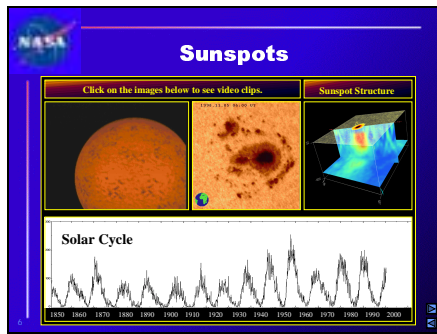 NASA
Sunspots
Click on the images below to see video clips.
Sunspot Structure
Solar Cycle
1850 1860 1870 1880 1890 1900 1910 1920 1930 1940 1950 1960 1970 1980 1990 2000
6